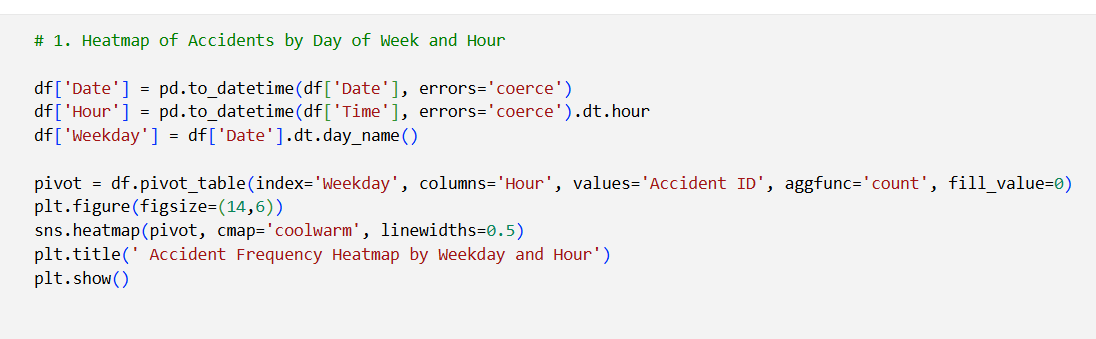 # 1. Heatmap of Accidents by Day of Week and Hour
df['Date'] = pd.to_datetime(df['Date'], errors='coerce')
df['Hour'] = pd.to_datetime(df['Time'], errors='coerce').dt.hour
df['Weekday'] = df['Date'].dt.day_name()
pivot = df.pivot_table(index='Weekday', columns='Hour', values='Accident ID', aggfunc='count', fill_value=0)
plt.figure(figsize=(14,6))
sns.heatmap(pivot, cmap='coolwarm', linewidths=0.5)
plt.title(' Accident Frequency Heatmap by Weekday and Hour')
plt.show()